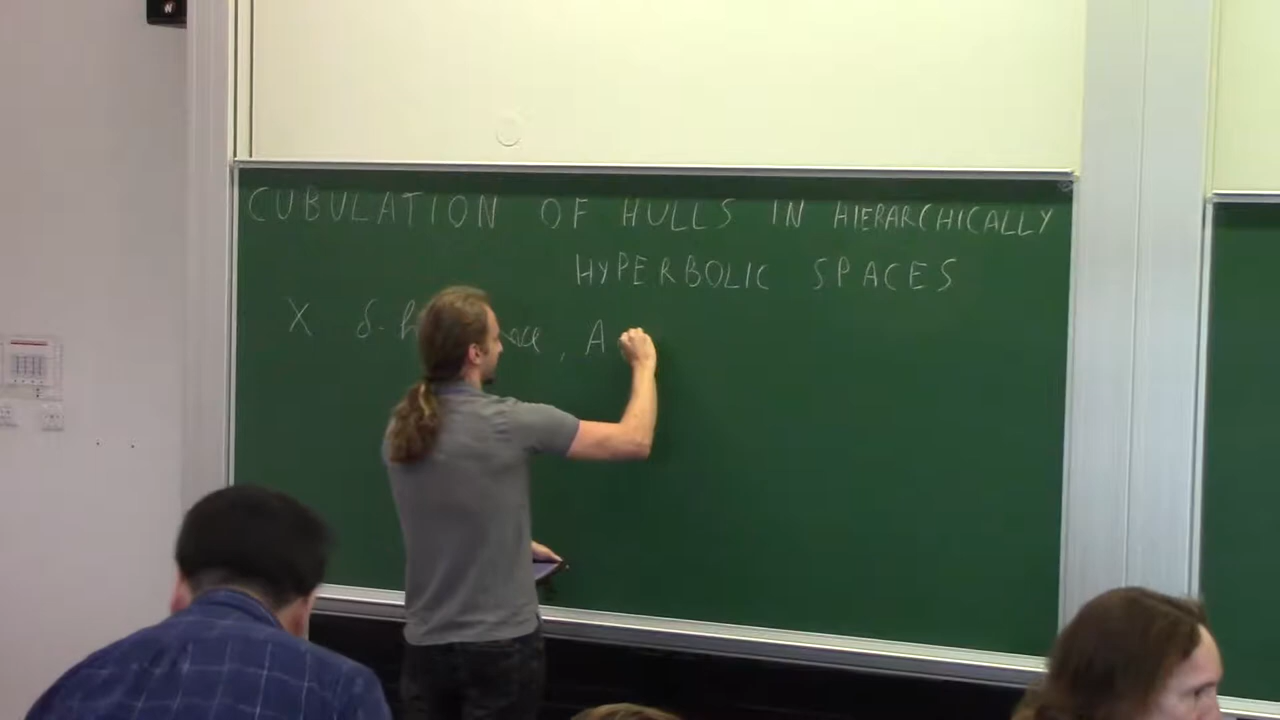 CUBULATION OF HULLS IN HIERARCHICALLY
HYPERBOLIC SPACES
X δ- , A